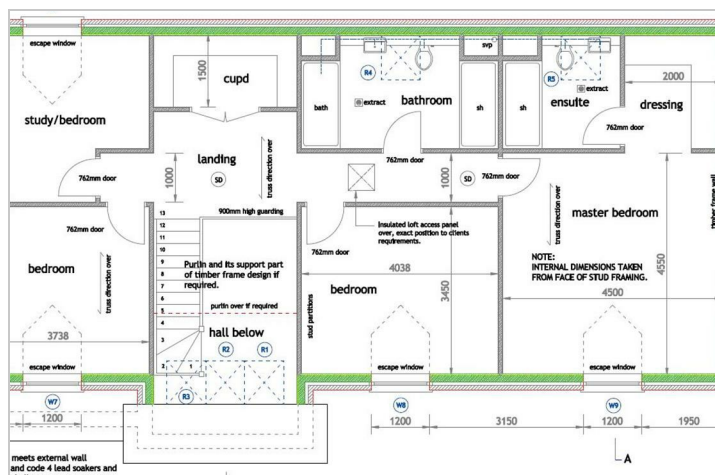 escape window
study/bedroom
1500
cupd
R4
bath
extract
bathroom
svp
sh
sh
R5
extract
ensuite
2000
dressing
762mm door
762mm door
landing
1000
SD
truss direction over
762mm door
1000
SD
762mm door
truss direction over
master bedroom
timber frame wall
900mm high guarding
Insulated loft access panel
over, exact position to clients
requirements.
762mm door
762mm door
13
12
11
10
9
8
7
6
5
4
3
2
1
Purlin and its support part
of timber frame design if
required.
purlin over if required
hall below
bedroom
truss direction over
3738
stud partitions
4038
bedroom
3450
NOTE:
INTERNAL DIMENSIONS TAKEN
FROM FACE OF STUD FRAMING.
4500
4550
R2
R1
R3
escape window
escape window
escape window
W7
W8
W9
1200
1200
3150
1200
1950
A
meets external wall
and code 4 lead soakers and